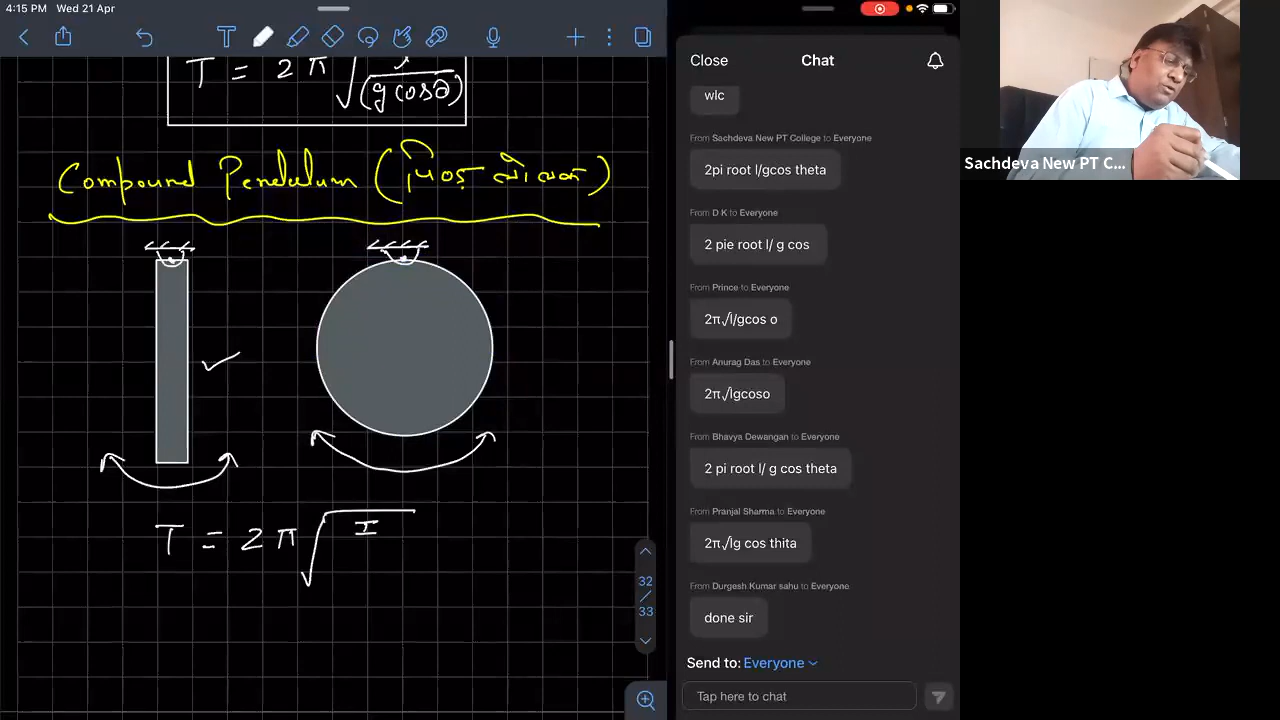 4:15 PM Wed 21 Apr
T = 2 π √ (g cosθ)
Compound Pendulum (पिण्ड लोलक)
T = 2 π √ I
32
33
Close Chat
wlc
From Sachdeva New PT College to Everyone
2pi root l/gcos theta
From D K to Everyone
2 pie root l/ g cos
From Prince to Everyone
2π√l/gcos o
From Anurag Das to Everyone
2π√lgcoso
From Bhavya Dewangan to Everyone
2 pi root l/ g cos theta
From Pranjal Sharma to Everyone
2π√lg cos thita
From Durgesh Kumar sahu to Everyone
done sir
Send to: Everyone
Tap here to chat
Sachdeva New PT C...